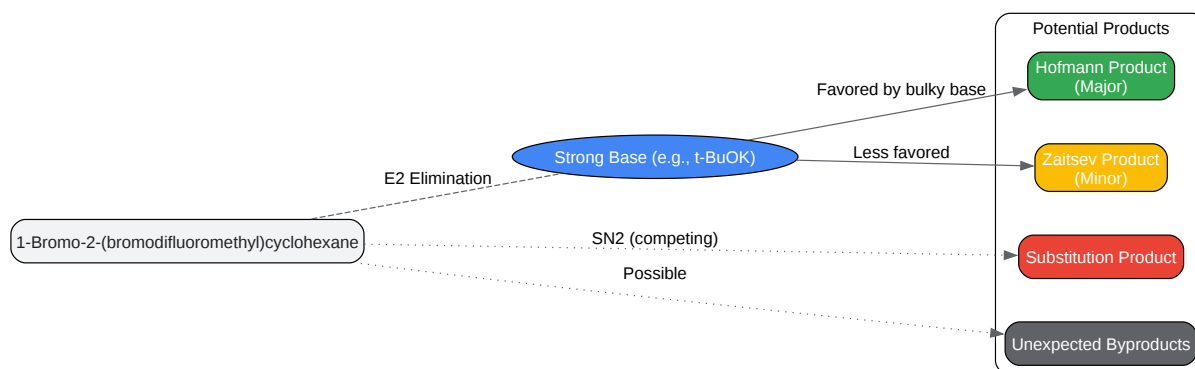 Potential Products
Hofmann Product
(Major)
Favored by bulky base
Strong Base (e.g., t-BuOK)
Less favored
Zaitsev Product
(Minor)
E2 Elimination
1-Bromo-2-(bromodifluoromethyl)cyclohexane
SN2 (competing)
Substitution Product
Possible
Unexpected Byproducts